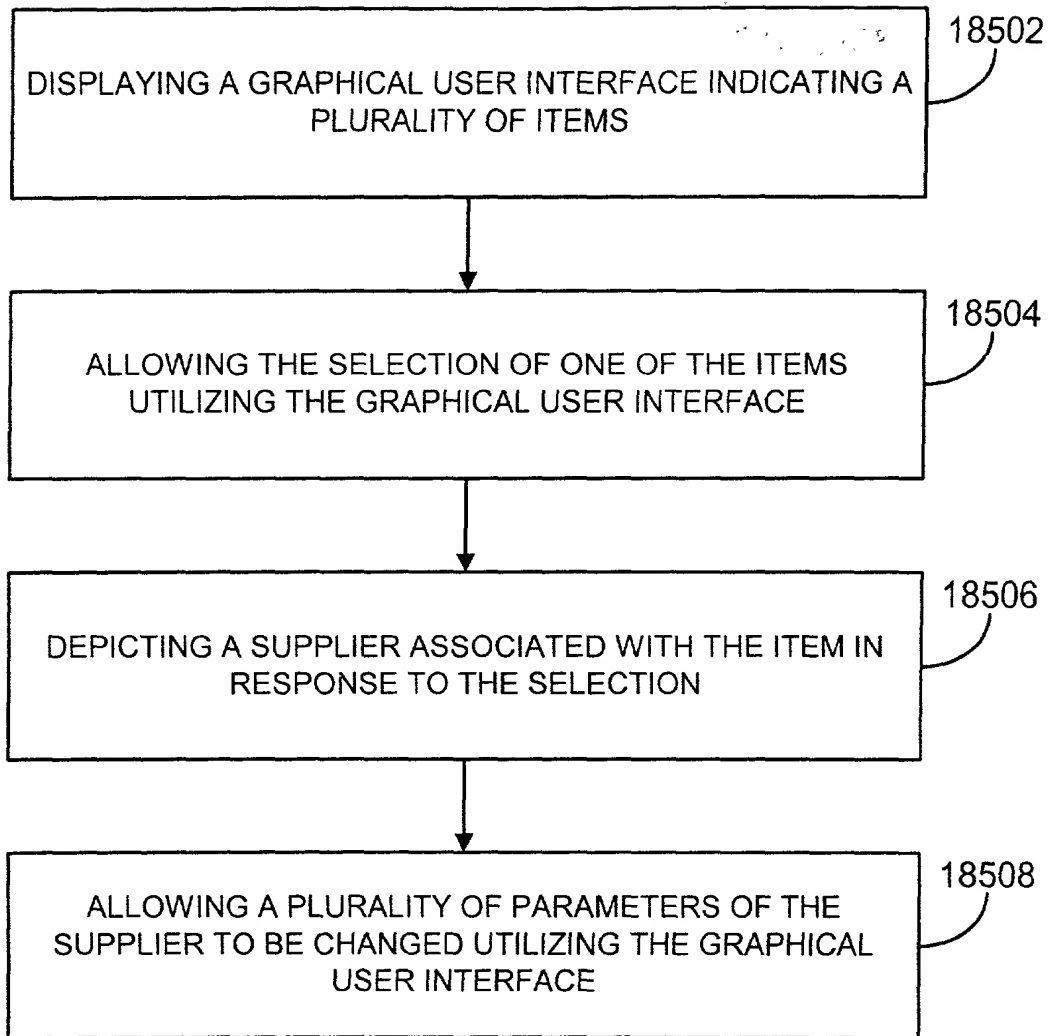 18502
DISPLAYING A GRAPHICAL USER INTERFACE INDICATING A
PLURALITY OF ITEMS
18504
ALLOWING THE SELECTION OF ONE OF THE ITEMS
UTILIZING THE GRAPHICAL USER INTERFACE
18506
DEPICTING A SUPPLIER ASSOCIATED WITH THE ITEM IN
RESPONSE TO THE SELECTION
18508
ALLOWING A PLURALITY OF PARAMETERS OF THE
SUPPLIER TO BE CHANGED UTILIZING THE GRAPHICAL
USER INTERFACE